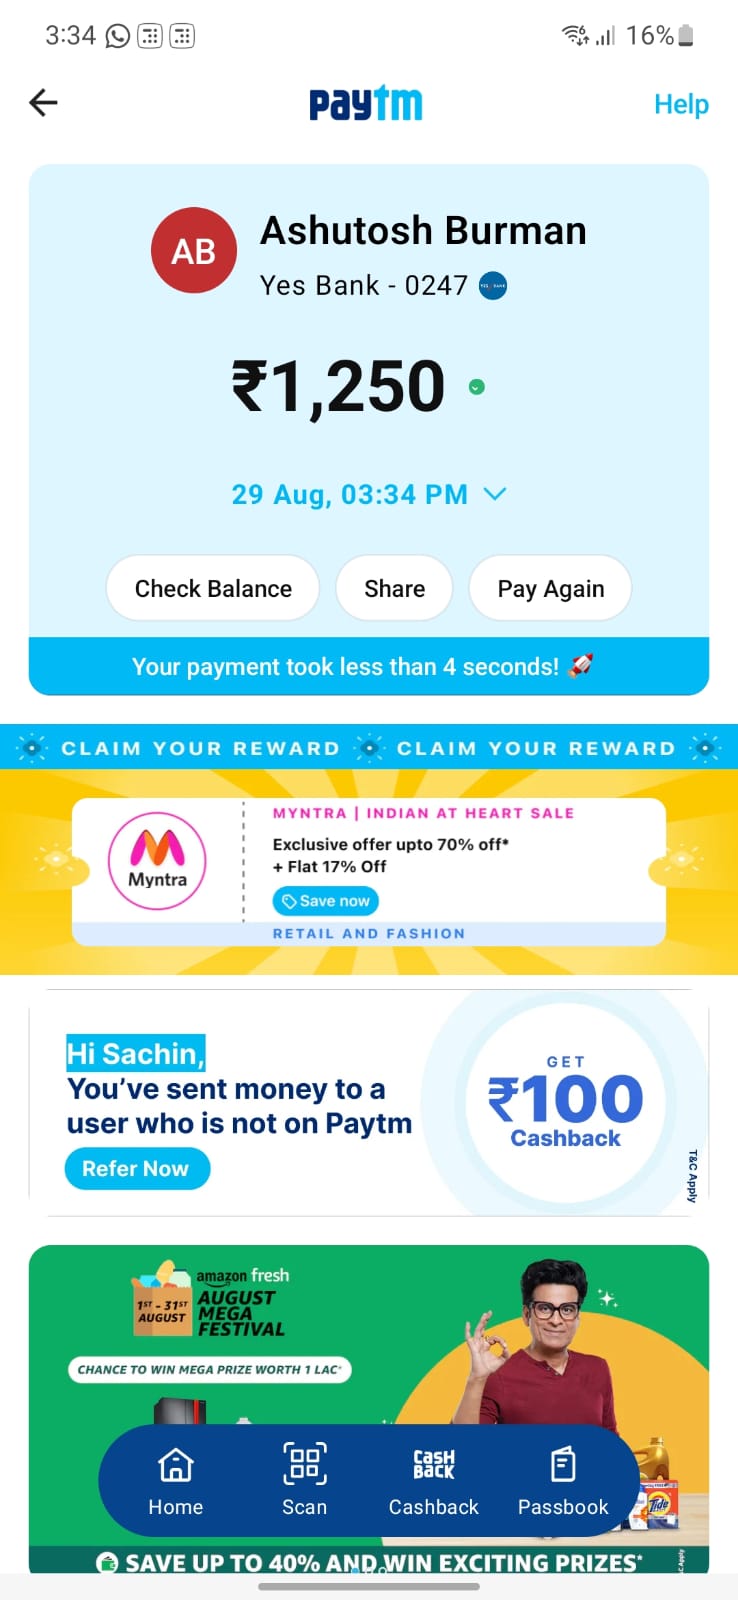 3:34
16%
paytm
Help
AB
Ashutosh Burman
Yes Bank - 0247
₹1,250
29 Aug, 03:34 PM
Check Balance
Share
Pay Again
Your payment took less than 4 seconds! 🚀
CLAIM YOUR REWARD
CLAIM YOUR REWARD
Myntra
MYNTRA | INDIAN AT HEART SALE
Exclusive offer upto 70% off*
+ Flat 17% Off
Save now
RETAIL AND FASHION
Hi Sachin,
You’ve sent money to a
user who is not on Paytm
Refer Now
GET
₹100
Cashback
T&C Apply
1ST - 31ST
AUGUST
amazon fresh
AUGUST
MEGA
FESTIVAL
CHANCE TO WIN MEGA PRIZE WORTH 1 LAC*
Tide
Home
Scan
CASH
BACK
Cashback
Passbook
SAVE UP TO 40% AND WIN EXCITING PRIZES*